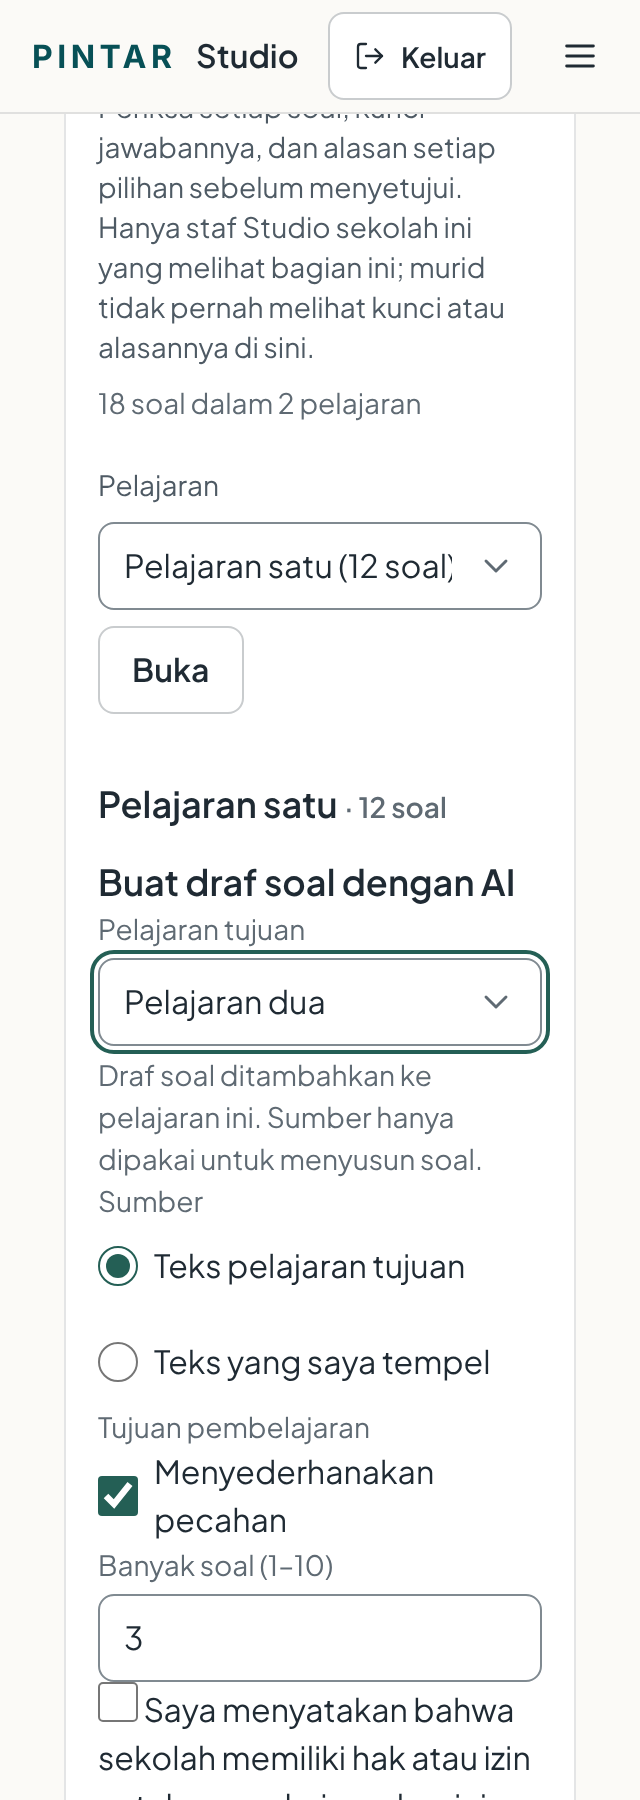 PINTAR Studio
Keluar
Periksa setiap soal, kunci
jawabannya, dan alasan setiap
pilihan sebelum menyetujui.
Hanya staf Studio sekolah ini
yang melihat bagian ini; murid
tidak pernah melihat kunci atau
alasannya di sini.
18 soal dalam 2 pelajaran
Pelajaran
Pelajaran satu (12 soal)
Buka
Pelajaran satu · 12 soal
Buat draf soal dengan AI
Pelajaran tujuan
Pelajaran dua
Draf soal ditambahkan ke
pelajaran ini. Sumber hanya
dipakai untuk menyusun soal.
Sumber
Teks pelajaran tujuan
Teks yang saya tempel
Tujuan pembelajaran
Menyederhanakan
pecahan
Banyak soal (1–10)
3
Saya menyatakan bahwa
sekolah memiliki hak atau izin